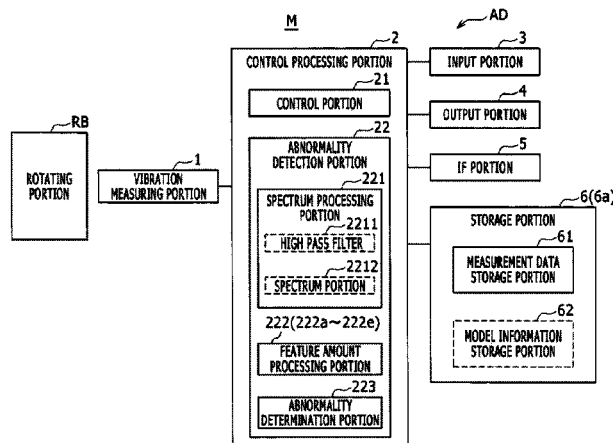 M
AD
2
CONTROL PROCESSING PORTION
21
CONTROL PORTION
22
ABNORMALITY
DETECTION PORTION
221
SPECTRUM PROCESSING
PORTION
2211
HIGH PASS FILTER
2212
SPECTRUM PORTION
222(222a~222e)
FEATURE AMOUNT
PROCESSING PORTION
223
ABNORMALITY
DETERMINATION PORTION
RB
ROTATING
PORTION
1
VIBRATION
MEASURING PORTION
3
INPUT PORTION
4
OUTPUT PORTION
5
IF PORTION
6(6a)
STORAGE PORTION
61
MEASUREMENT DATA
STORAGE PORTION
62
MODEL INFORMATION
STORAGE PORTION